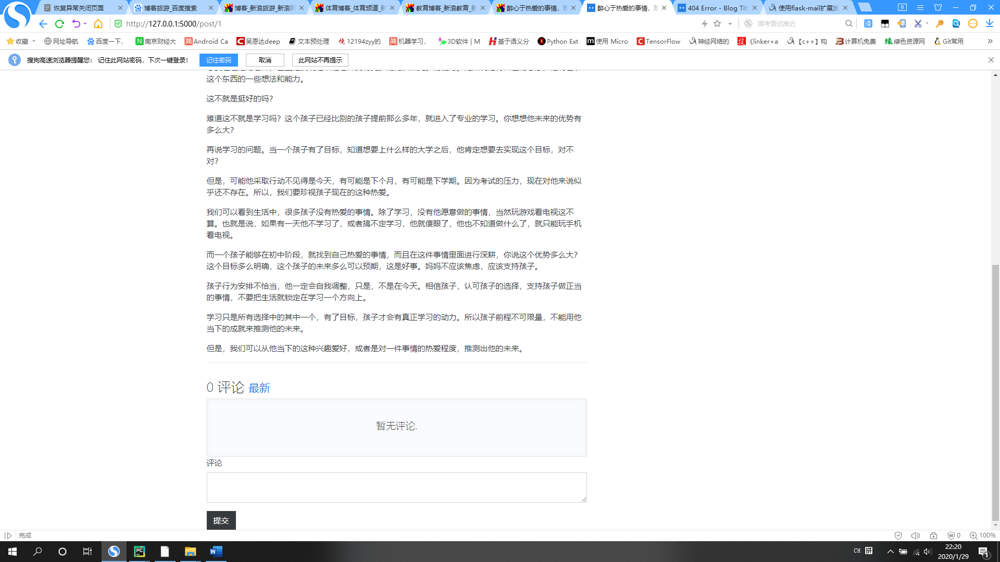 恢复异常关闭页面
博客旅游_百度搜索
博客_新浪旅游_新浪网
体育博客_体育频道_新
教育博客_新浪教育_新
醉心于热爱的事情，
醉心于热爱的事情，
404 Error - Blog Titl
使用flask-mail扩展发
9
http://127.0.0.1:5000/post/1
国考面试推迟
收藏
网址导航
百度一下，
南京财经大
Android Ca
吴恩达deep
文本预处理
12194zyy的
机器学习，
3D软件 | M
基于语义分
Python Ext
使用 Micro
TensorFlow
神经网络的
《linker+a
【c++】构
计算机免费
绿色资源网
Git常用
搜狗高速浏览器提醒您： 记住此网站密码，下次一键登录！
记住密码
取消
此网站不再提示
这个东西的一些想法和能力。
这不就是挺好的吗？
难道这不就是学习吗？这个孩子已经比别的孩子提前那么多年，就进入了专业的学习。你想想他未来的优势有
多么大？
再说学习的问题。当一个孩子有了目标，知道想要上什么样的大学之后，他肯定想要去实现这个目标，对不
对？
但是，可能他采取行动不见得是今天，有可能是下个月，有可能是下学期。因为考试的压力，现在对他来说似
乎还不存在。所以，我们要珍视孩子现在的这种热爱。
我们可以看到生活中，很多孩子没有热爱的事情。除了学习，没有他愿意做的事情，当然玩游戏看电视这不
算。也就是说，如果有一天他不学习了，或者搞不定学习，他就傻眼了，他也不知道做什么了，就只能玩手机
看电视。
而一个孩子能够在初中阶段，就找到自己热爱的事情，而且在这件事情里面进行深耕，你说这个优势多么大？
这个目标多么明确，这个孩子的未来多么可以预期，这是好事。妈妈不应该焦虑，应该支持孩子。
孩子行为安排不恰当，他一定会自我调整，只是，不是在今天。相信孩子，认可孩子的选择，支持孩子做正当
的事情，不要把生活就锁定在学习一个方向上。
学习只是所有选择中的其中一个，有了目标，孩子才会有真正学习的动力。所以孩子前程不可限量，不能用他
当下的成就来推测他的未来。
但是，我们可以从他当下的这种兴趣爱好，或者是对一件事情的热爱程度，推测出他的未来。
0 评论 最新
暂无评论.
评论
提交
完成
0
100%
CH 拼
22:20
2020/1/29
1